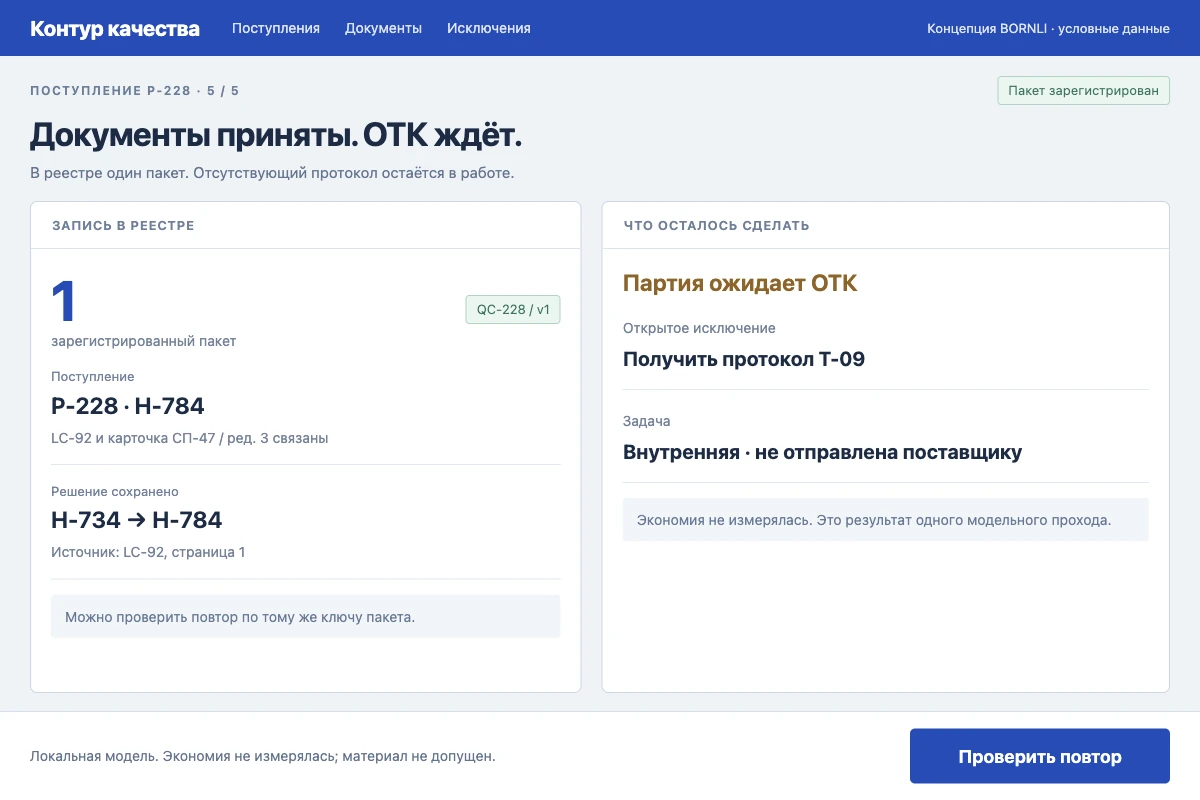 Контур качества
Поступления
Документы
Исключения
Концепция BORNLI · условные данные
ПОСТУПЛЕНИЕ Р-228 · 5 / 5
Пакет зарегистрирован
Документы приняты. ОТК ждёт.
В реестре один пакет. Отсутствующий протокол остаётся в работе.
ЗАПИСЬ В РЕЕСТРЕ
1
QC-228 / v1
зарегистрированный пакет
Поступление
Р-228 · Н-784
LC-92 и карточка СП-47 / ред. 3 связаны
Решение сохранено
Н-734 → Н-784
Источник: LC-92, страница 1
Можно проверить повтор по тому же ключу пакета.
ЧТО ОСТАЛОСЬ СДЕЛАТЬ
Партия ожидает ОТК
Открытое исключение
Получить протокол Т-09
Задача
Внутренняя · не отправлена поставщику
Экономия не измерялась. Это результат одного модельного прохода.
Локальная модель. Экономия не измерялась; материал не допущен.
Проверить повтор